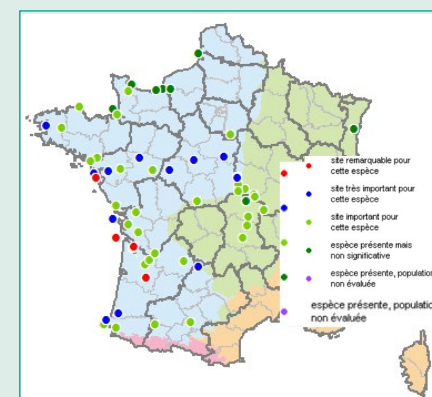 site remarquable pour
cette espèce
site très important pour
cette espèce
site important pour
cette espèce
espèce présente mais
non significative
espèce présente, population
non évaluée
espèce présente, populatio
non évaluée